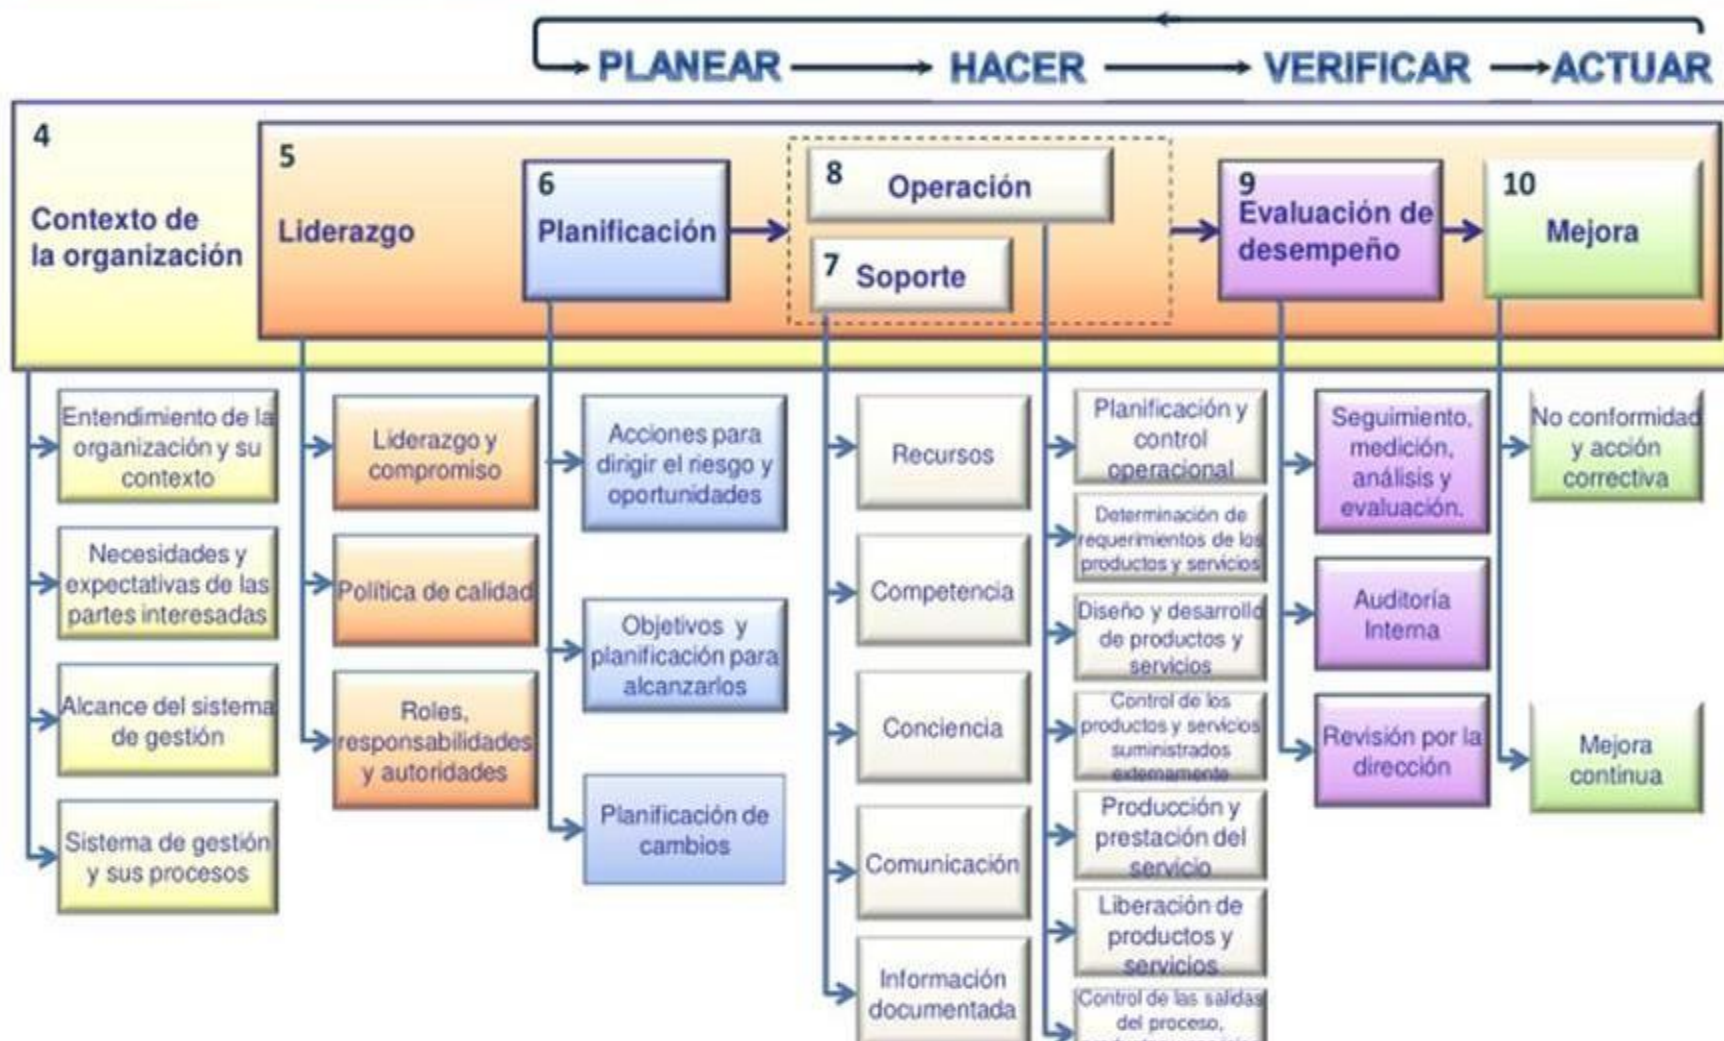 PLANEAR
HACER
VERIFICAR
ACTUAR
4
Contexto de
la organización
5
Liderazgo
6
Planificación
8
Operación
7
Soporte
9
Evaluación de
desempeño
10
Mejora
Entendimiento de la
organización y su
contexto
Necesidades y
expectativas de las
partes interesadas
Alcance del sistema
de gestión
Sistema de gestión
y sus procesos
Liderazgo y
compromiso
Política de calidad
Roles,
responsabilidades
y autoridades
Acciones para
dirigir el riesgo y
oportunidades
Objetivos y
planificación para
alcanzarlos
Planificación de
cambios
Recursos
Competencia
Conciencia
Comunicación
Información
documentada
Planificación y
control
operacional
Determinación de
requerimientos de los
productos y servicios
Diseño y desarrollo
de productos y
servicios
Control de los
productos y servicios
suministrados
externamente
Producción y
prestación del
servicio
Liberación de
productos y
servicios
Control de las salidas
del proceso,
Seguimiento,
medición,
análisis y
evaluación.
Auditoría
Interna
Revisión por la
dirección
No conformidad
y acción
correctiva
Mejora
continua